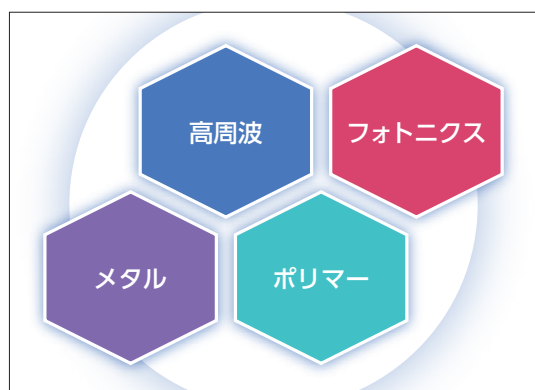 高周波
フォトニクス
メタル
ポリマー